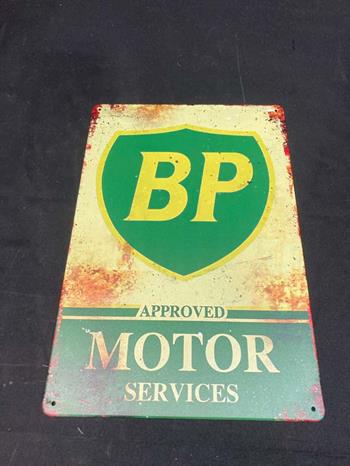 BP
APPROVED
MOTOR
SERVICES